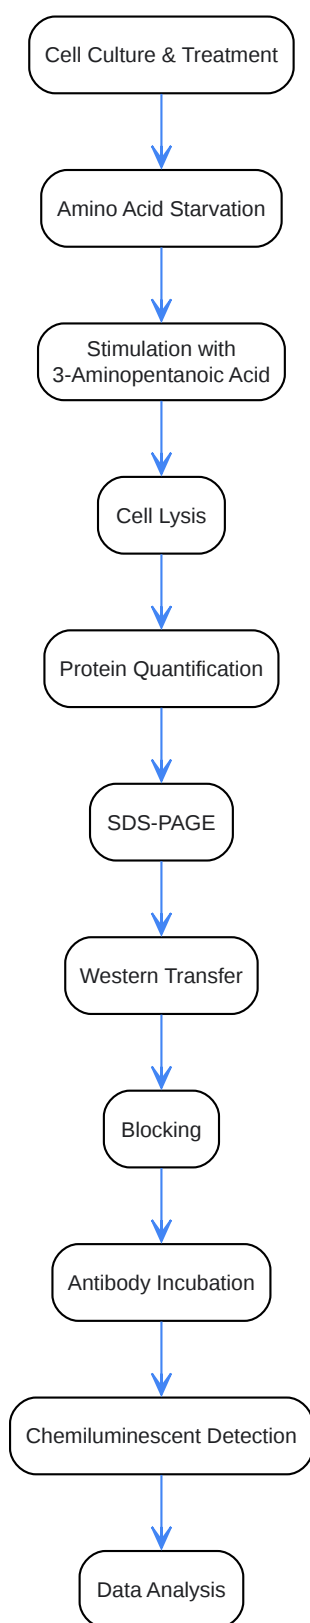 Cell Culture & Treatment
Amino Acid Starvation
Stimulation with
3-Aminopentanoic Acid
Cell Lysis
Protein Quantification
SDS-PAGE
Western Transfer
Blocking
Antibody Incubation
Chemiluminescent Detection
Data Analysis